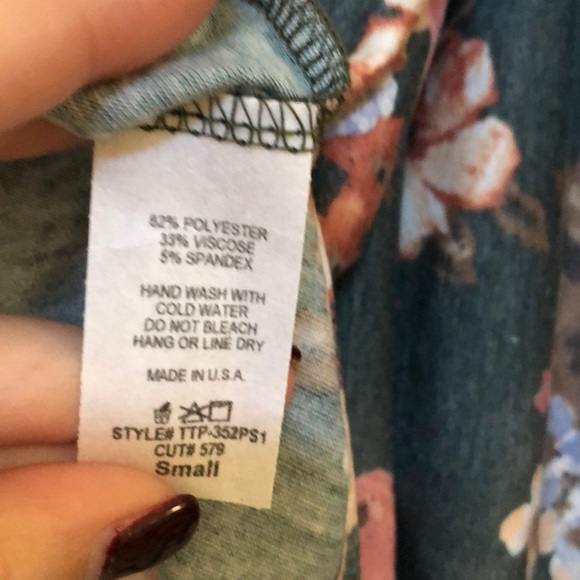 62% POLYESTER
33% VISCOSE
5% SPANDEX
HAND WASH WITH
COLD WATER
DO NOT BLEACH
HANG OR LINE DRY
MADE IN U.S.A.
STYLE# TTP-352PS1
CUT# 579
Small